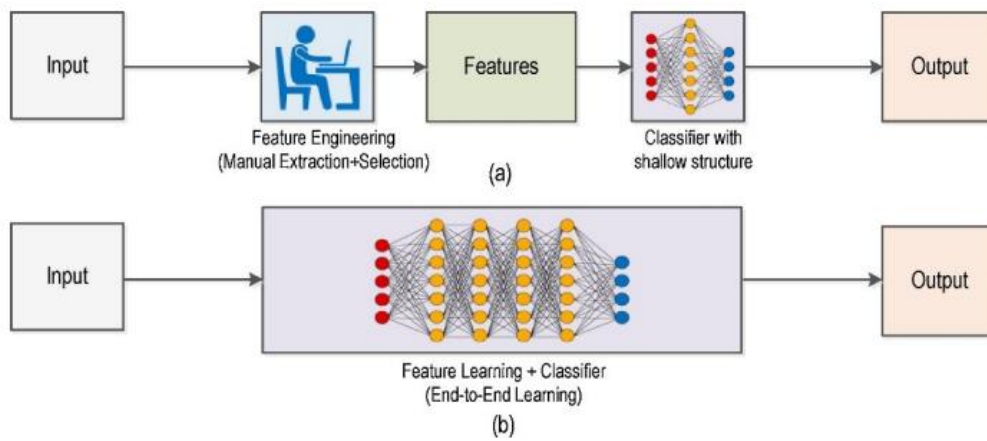 Input
Features
Output
Feature Engineering
(Manual Extraction+Selection)
Classifier with
shallow structure
(a)
Input
Output
Feature Learning + Classifier
(End-to-End Learning)
(b)